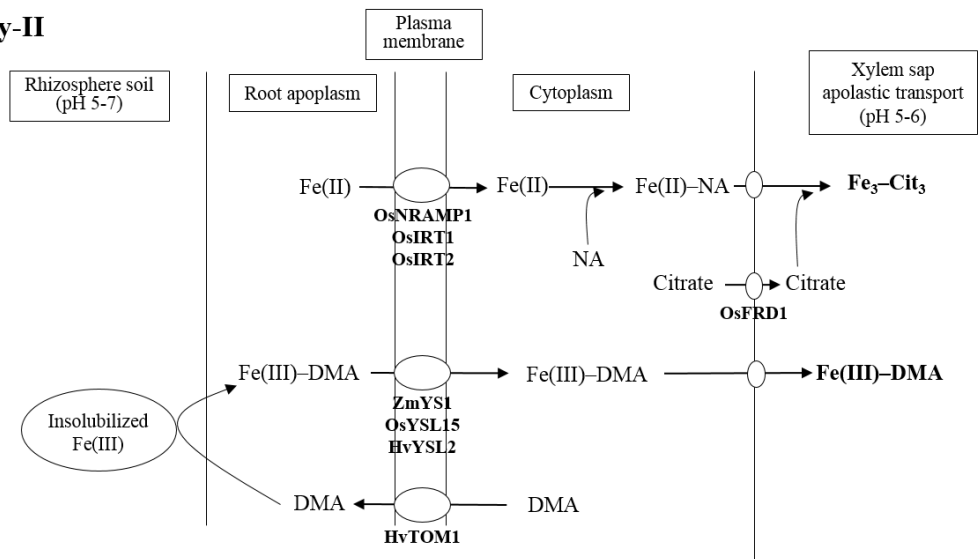 y-II
Plasma
membrane
Rhizosphere soil
(pH 5-7)
Root apoplasm
Cytoplasm
Xylem sap
apolastic transport
(pH 5-6)
Fe(II)
Fe(II)
Fe(II)–NA
Fe₃–Cit₃
OsNRAMP1
OsIRT1
OsIRT2
NA
Citrate
Citrate
OsFRD1
Fe(III)–DMA
Fe(III)–DMA
Fe(III)–DMA
ZmYS1
OsYSL15
HvYSL2
Insolubilized
Fe(III)
DMA
DMA
HvTOM1